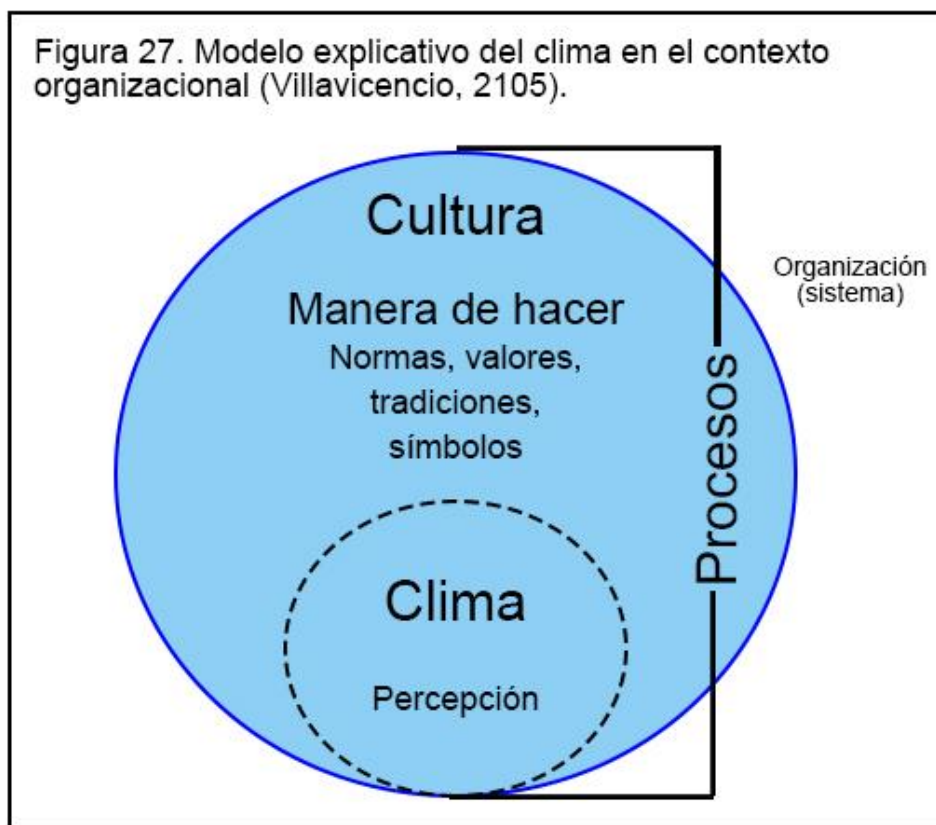 Figura 27. Modelo explicativo del clima en el contexto
organizacional (Villavicencio, 2105).
Cultura
Manera de hacer
Normas, valores,
tradiciones,
símbolos
Organización
(sistema)
Procesos
Clima
Percepción